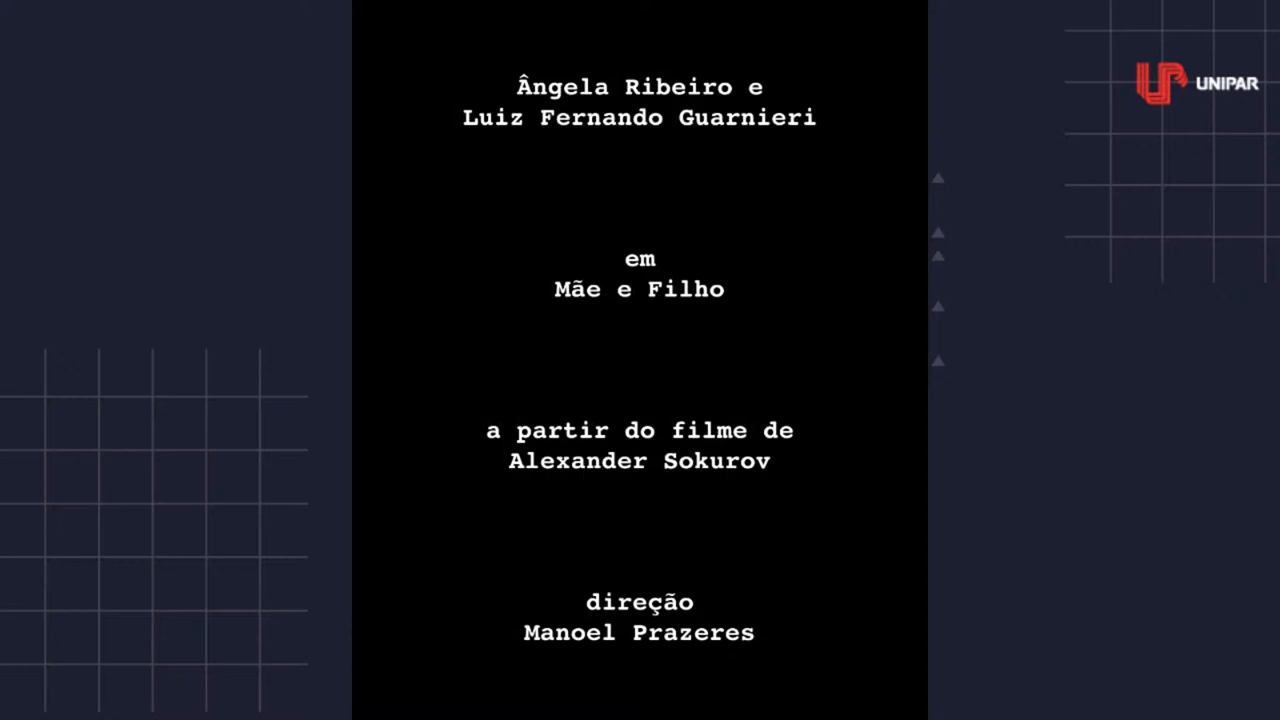 Ângela Ribeiro e
Luiz Fernando Guarnieri
em
Mãe e Filho
a partir do filme de
Alexander Sokurov
direção
Manoel Prazeres
UNIPAR